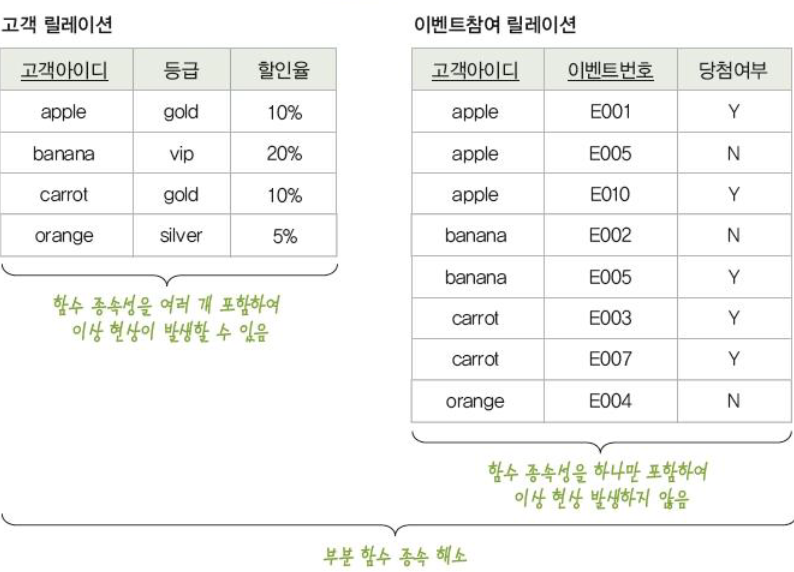 고객 릴레이션
고객아이디 등급 할인율
apple gold 10%
banana vip 20%
carrot gold 10%
orange silver 5%
함수 종속성을 여러 개 포함하여
이상 현상이 발생할 수 있음
이벤트참여 릴레이션
고객아이디 이벤트번호 당첨여부
apple E001 Y
apple E005 N
apple E010 Y
banana E002 N
banana E005 Y
carrot E003 Y
carrot E007 Y
orange E004 N
함수 종속성을 하나만 포함하여
이상 현상 발생하지 않음
부분 함수 종속 해소